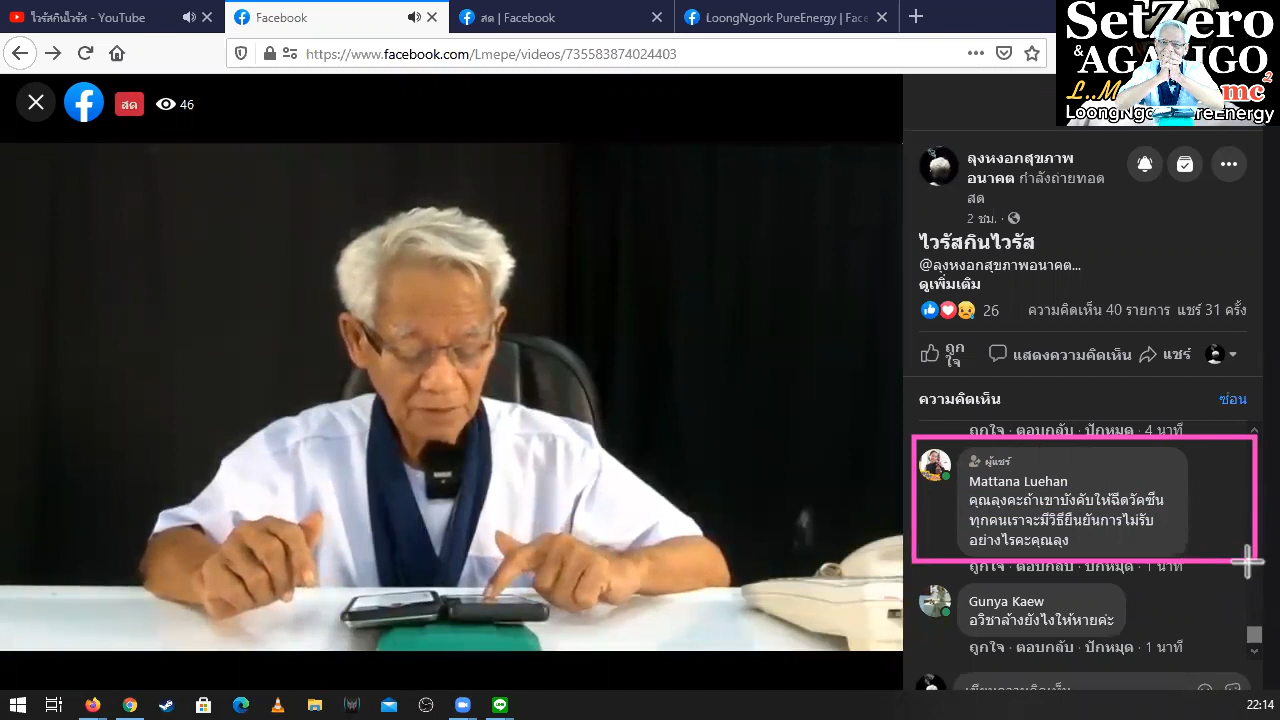 ไวรัสกินไวรัส - YouTube
Facebook
สด | Facebook
LoongNgork PureEnergy | Face
https://www.facebook.com/Lmepe/videos/735583874024403
SetZero
& AGALIGO
L..M
mc²
LoongNgo
reEnergy
สด
46
ลุงหงอกสุขภาพ
อนาคต กำลังถ่ายทอด
สด
2 ชม.
ไวรัสกินไวรัส
@ลุงหงอกสุขภาพอนาคต...
ดูเพิ่มเติม
26
ความคิดเห็น 40 รายการ แชร์ 31 ครั้ง
ถูก
ใจ
แสดงความคิดเห็น
แชร์
ความคิดเห็น
ซ่อน
ถูกใจ · ตอบกลับ · ปักหมุด · 4 นาที
ผู้แชร์
Mattana Luehan
คุณลุงคะถ้าเขาบังคับให้ฉีดวัคซีน
ทุกคนเราจะมีวิธียืนยันการไม่รับ
อย่างไรคะคุณลุง
ถูกใจ · ตอบกลับ · ปักหมุด · 1 นาที
Gunya Kaew
อวิชาล้างยังไงให้หายค่ะ
ถูกใจ · ตอบกลับ · ปักหมุด · 1 นาที
22:14